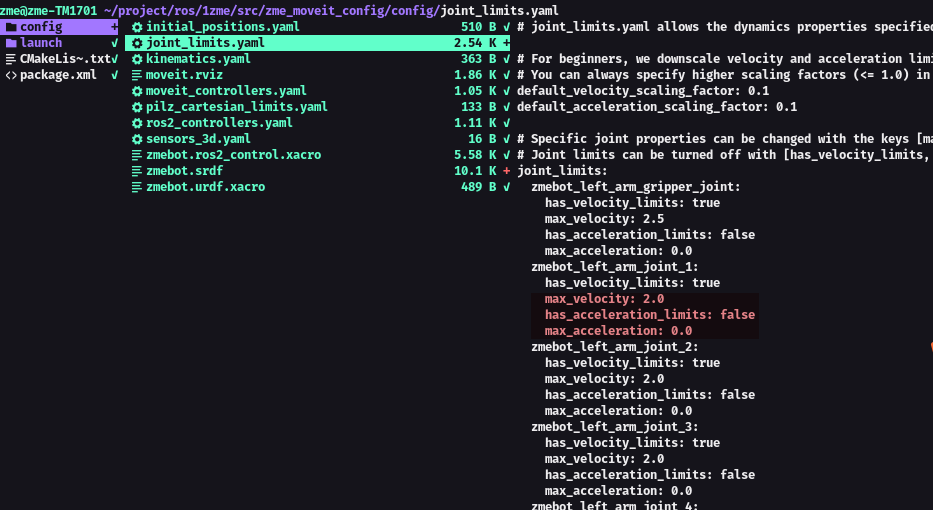 zme@zme-TM1701 ~/project/ros/1zme/src/zme_moveit_config/config/joint_limits.yaml
config +
launch ✓
CMakeLis~.txt✓
package.xml ✓
initial_positions.yaml 510 B ✓
joint_limits.yaml 2.54 K +
kinematics.yaml 363 B ✓
moveit.rviz 1.86 K ✓
moveit_controllers.yaml 1.05 K ✓
pilz_cartesian_limits.yaml 133 B ✓
ros2_controllers.yaml 1.11 K ✓
sensors_3d.yaml 16 B ✓
zmebot.ros2_control.xacro 5.58 K ✓
zmebot.srdf 10.1 K +
zmebot.urdf.xacro 489 B ✓
# joint_limits.yaml allows the dynamics properties specified
# For beginners, we downscale velocity and acceleration limi
# You can always specify higher scaling factors (<= 1.0) in
default_velocity_scaling_factor: 0.1
default_acceleration_scaling_factor: 0.1
# Specific joint properties can be changed with the keys [ma
# Joint limits can be turned off with [has_velocity_limits,
joint_limits:
zmebot_left_arm_gripper_joint:
has_velocity_limits: true
max_velocity: 2.5
has_acceleration_limits: false
max_acceleration: 0.0
zmebot_left_arm_joint_1:
has_velocity_limits: true
max_velocity: 2.0
has_acceleration_limits: false
max_acceleration: 0.0
zmebot_left_arm_joint_2:
has_velocity_limits: true
max_velocity: 2.0
has_acceleration_limits: false
max_acceleration: 0.0
zmebot_left_arm_joint_3:
has_velocity_limits: true
max_velocity: 2.0
has_acceleration_limits: false
max_acceleration: 0.0
zmebot_left_arm_joint_4: